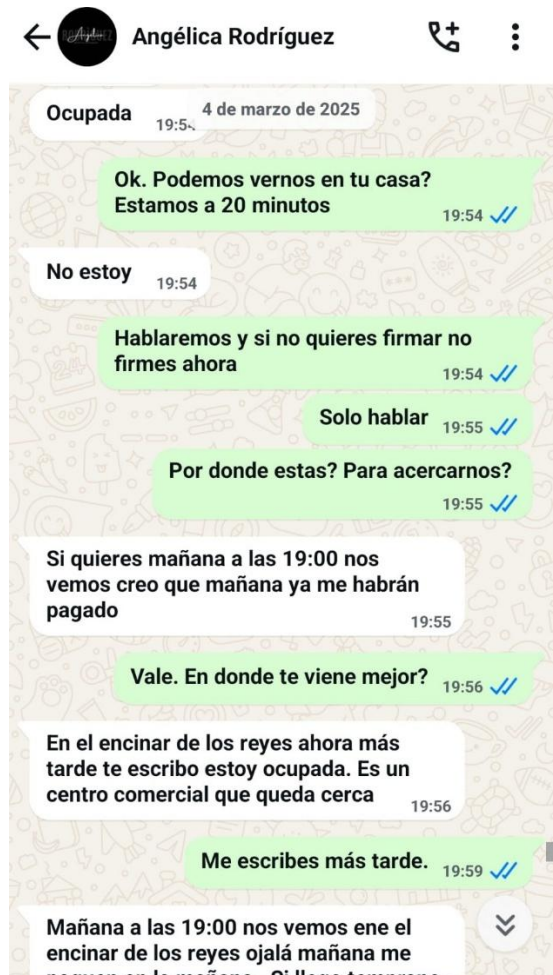 Angélica Rodríguez
4 de marzo de 2025
Ocupada 19:54
Ok. Podemos vernos en tu casa?
Estamos a 20 minutos 19:54
No estoy 19:54
Hablaremos y si no quieres firmar no
firmes ahora 19:54
Solo hablar 19:55
Por donde estas? Para acercarnos?
19:55
Si quieres mañana a las 19:00 nos
vemos creo que mañana ya me habrán
pagado 19:55
Vale. En donde te viene mejor? 19:56
En el encinar de los reyes ahora más
tarde te escribo estoy ocupada. Es un
centro comercial que queda cerca 19:56
Me escribes más tarde. 19:59
Mañana a las 19:00 nos vemos ene el
encinar de los reyes ojalá mañana me